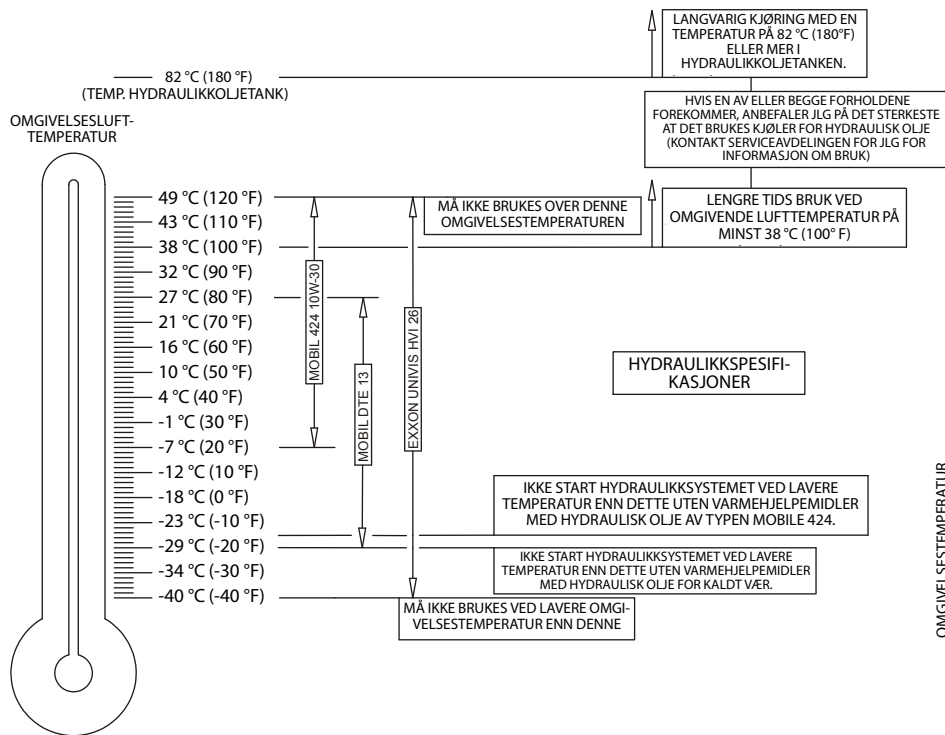 LANGVARIG KJØRING MED EN
TEMPERATUR PÅ 82 °C (180°F)
ELLER MER I
HYDRAULIKKOLJETANKEN.
82 °C (180 °F)
(TEMP. HYDRAULIKKOLJETANK)
HVIS EN AV ELLER BEGGE FORHOLDENE
FOREKOMMER, ANBEFALER JLG PÅ DET STERKESTE
AT DET BRUKES KJØLER FOR HYDRAULISK OLJE
(KONTAKT SERVICEAVDELINGEN FOR JLG FOR
INFORMASJON OM BRUK)
OMGIVELSESLUFT-
TEMPERATUR
49 °C (120 °F)
43 °C (110 °F)
38 °C (100 °F)
32 °C (90 °F)
27 °C (80 °F)
21 °C (70 °F)
16 °C (60 °F)
10 °C (50 °F)
4 °C (40 °F)
-1 °C (30 °F)
-7 °C (20 °F)
-12 °C (10 °F)
-18 °C (0 °F)
-23 °C (-10 °F)
-29 °C (-20 °F)
-34 °C (-30 °F)
-40 °C (-40 °F)
MOBIL 424 10W-30
MOBIL DTE 13
EXXON UNIVIS HVI 26
MÅ IKKE BRUKES OVER DENNE
OMGIVELSESTEMPERATUREN
LENGRE TIDS BRUK VED
OMGIVENDE LUFTTEMPERATUR PÅ
MINST 38 °C (100° F)
HYDRAULIKKSPESIFI-
KASJONER
IKKE START HYDRAULIKKSYSTEMET VED LAVERE
TEMPERATUR ENN DETTE UTEN VARMEHJELPEMIDLER
MED HYDRAULISK OLJE AV TYPEN MOBILE 424.
IKKE START HYDRAULIKKSYSTEMET VED LAVERE
TEMPERATUR ENN DETTE UTEN VARMEHJELPEMIDLER
MED HYDRAULISK OLJE FOR KALDT VÆR.
MÅ IKKE BRUKES VED LAVERE OMGI-
VELSESTEMPERATUR ENN DENNE
OMGIVELSESTEMPERATUR